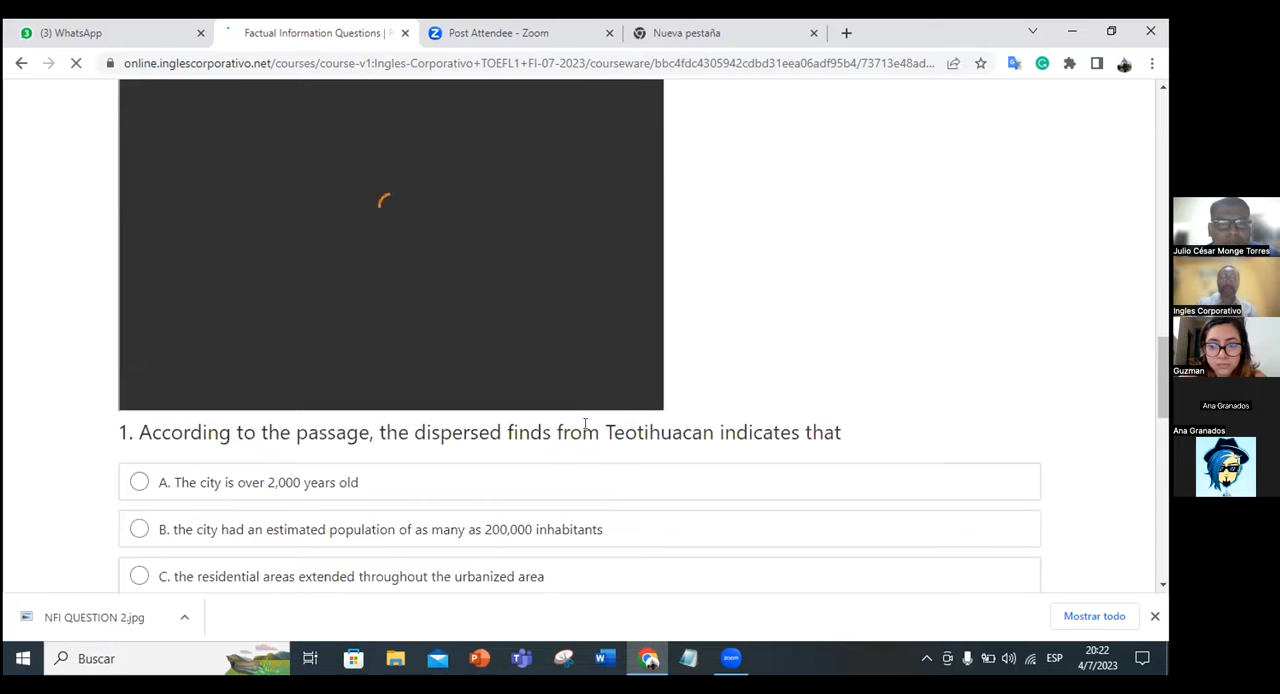 (3) WhatsApp
Factual Information Questions |
Post Attendee - Zoom
Nueva pestaña
online.inglescorporativo.net/courses/course-v1:Ingles-Corporativo+TOEFL1+FI-07-2023/courseware/bbc4fdc4305942cdbd31eea06adf95b4/73713e48ad...
Julio César Monge Torres
Ingles Corporativo
Guzman
Ana Granados
Ana Granados
1. According to the passage, the dispersed finds from Teotihuacan indicates that
A. The city is over 2,000 years old
B. the city had an estimated population of as many as 200,000 inhabitants
C. the residential areas extended throughout the urbanized area
NFI QUESTION 2.jpg
Mostrar todo
Buscar
zoom
ESP
20:22
4/7/2023